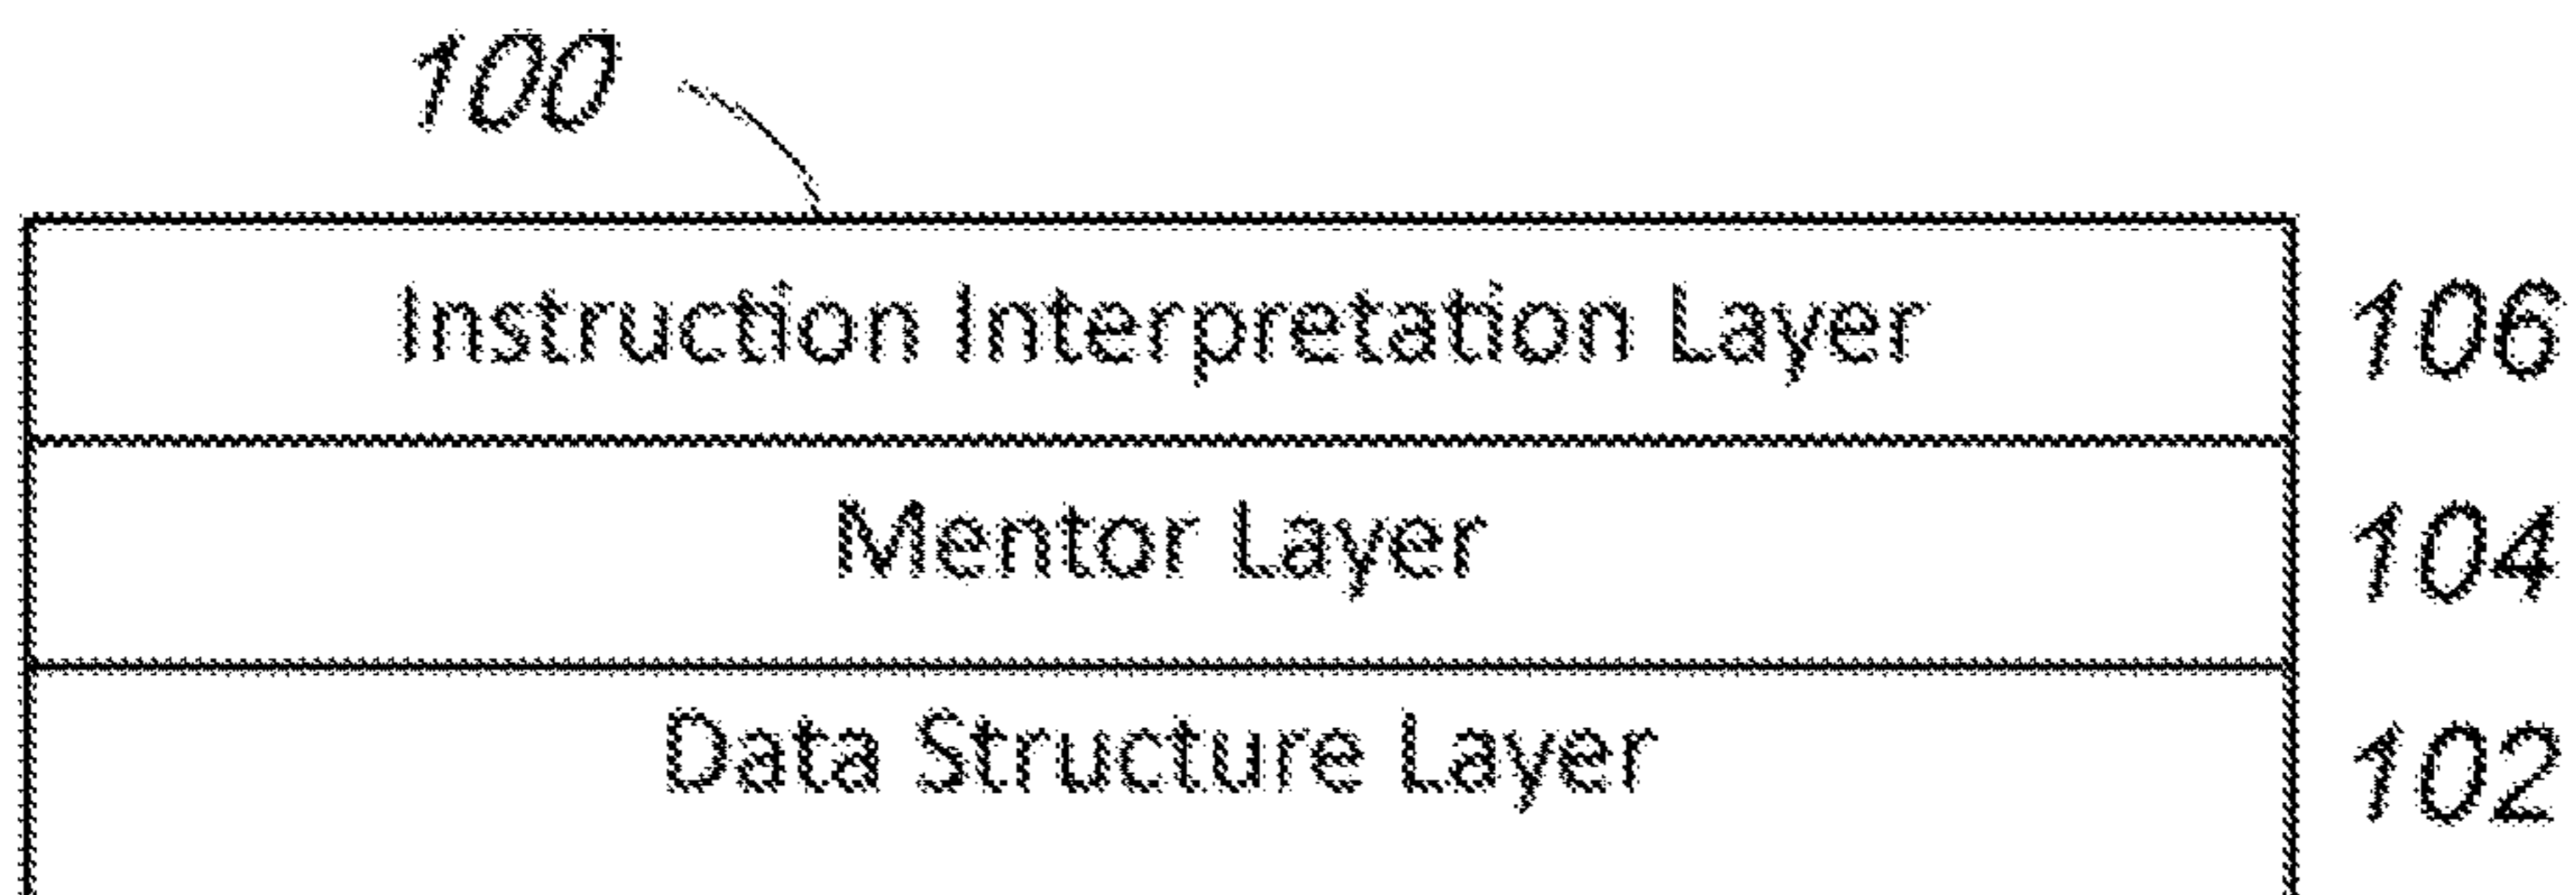 100
Instruction Interpretation Layer 106
Mentor Layer 104
Data Structure Layer 102